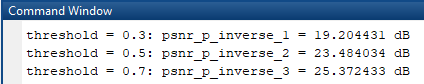 Command Window
threshold = 0.3: psnr_p_inverse_1 = 19.204431 dB
threshold = 0.5: psnr_p_inverse_2 = 23.484034 dB
threshold = 0.7: psnr_p_inverse_3 = 25.372433 dB